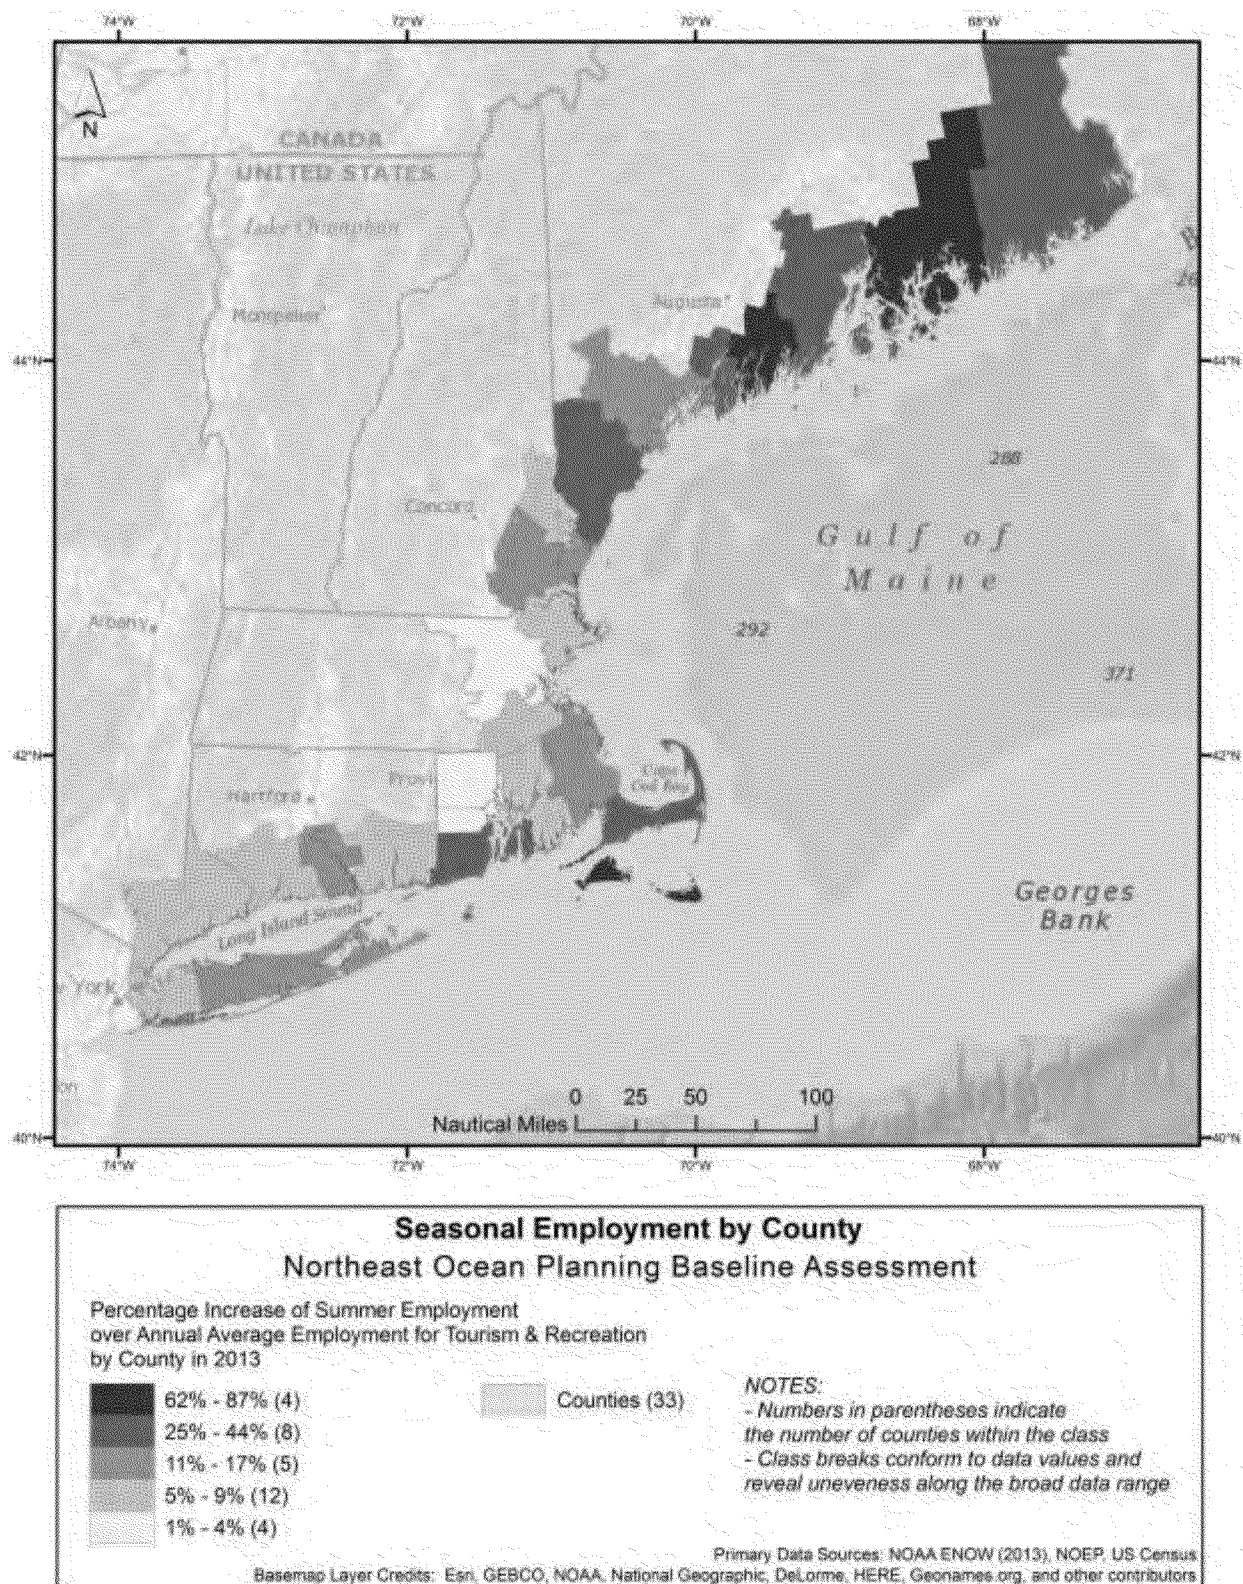 74°W 72°W 70°W 68°W
N
CANADA
UNITED STATES
Lake Champlain
Montpelier
Augusta
44°N 44°N
288
Concord
Gulf of
Maine
Albany
292
371
42°N 42°N
Cape
Cod Bay
Provi
Hartford
Georges
Bank
Long Island Sound
York
on
0 25 50 100
Nautical Miles
40°N 40°N
74°W 72°W 70°W 68°W
Seasonal Employment by County
Northeast Ocean Planning Baseline Assessment
Percentage Increase of Summer Employment
over Annual Average Employment for Tourism & Recreation
by County in 2013
62% - 87% (4)
25% - 44% (8)
11% - 17% (5)
5% - 9% (12)
1% - 4% (4)
Counties (33)
NOTES:
- Numbers in parentheses indicate
the number of counties within the class
- Class breaks conform to data values and
reveal uneveness along the broad data range
Primary Data Sources: NOAA ENOW (2013), NOEP, US Census
Basemap Layer Credits: Esri, GEBCO, NOAA, National Geographic, DeLorme, HERE, Geonames.org, and other contributors